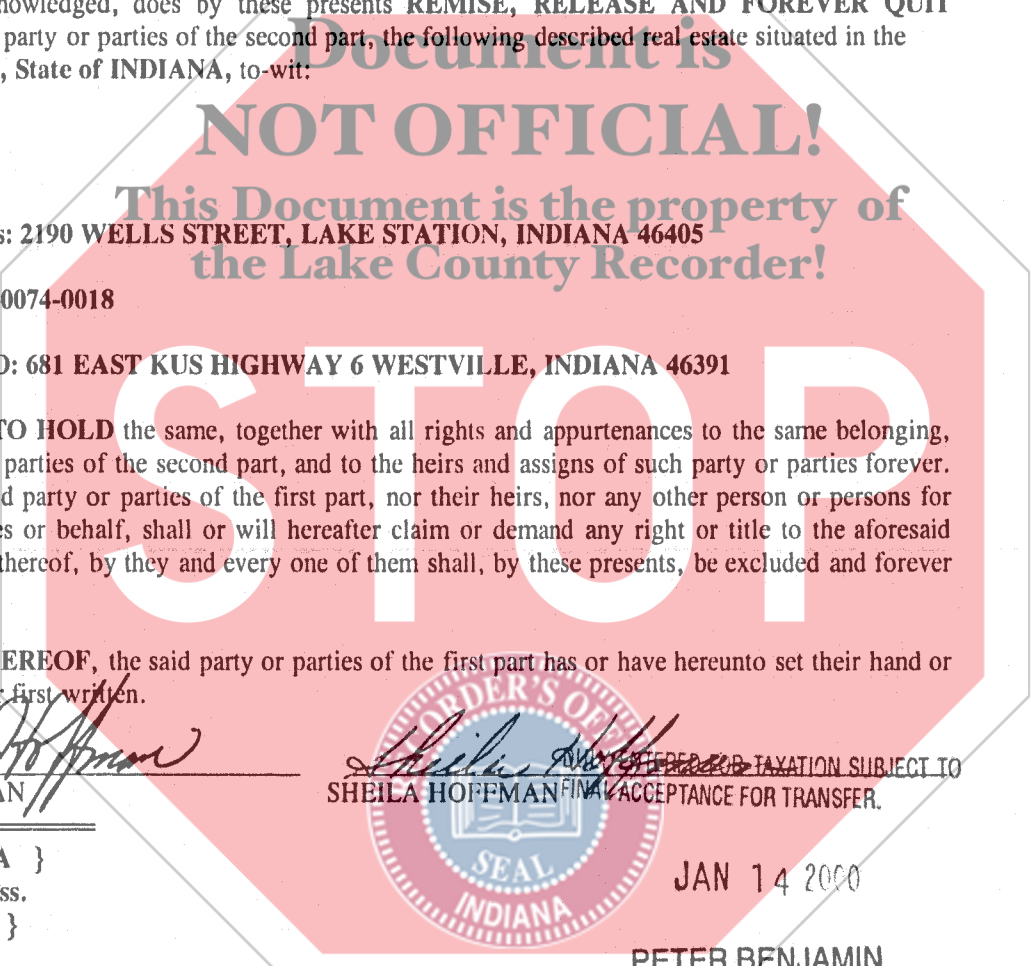 nowledged, does by these presents REMISE, RELEASE AND FOREVER QUIT
party or parties of the second part, the following described real estate situated in the
, State of INDIANA, to-wit:
Document is
NOT OFFICIAL!
This Document is the property of
the Lake County Recorder!
s: 2190 WELLS STREET, LAKE STATION, INDIANA 46405
0074-0018
O: 681 EAST KUS HIGHWAY 6 WESTVILLE, INDIANA 46391
STOP
TO HOLD the same, together with all rights and appurtenances to the same belonging,
parties of the second part, and to the heirs and assigns of such party or parties forever.
d party or parties of the first part, nor their heirs, nor any other person or persons for
es or behalf, shall or will hereafter claim or demand any right or title to the aforesaid
thereof, by they and every one of them shall, by these presents, be excluded and forever
EREOF, the said party or parties of the first part has or have hereunto set their hand or
r first written.
Hoffman
Sheila Hoffman
ENTERED FOR TAXATION SUBJECT TO
FINAL ACCEPTANCE FOR TRANSFER.
AN
SHEILA HOFFMAN
ORDER'S OF
SEAL
INDIANA
A }
ss.
}
JAN 14 2000
PETER BENJAMIN